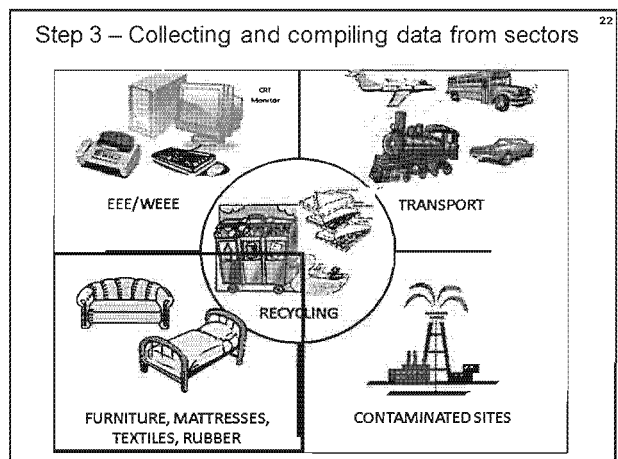 22
Step 3 – Collecting and compiling data from sectors
CRT
Monitor
EEE/WEEE
TRANSPORT
RECYCLING
FURNITURE, MATTRESSES,
TEXTILES, RUBBER
CONTAMINATED SITES